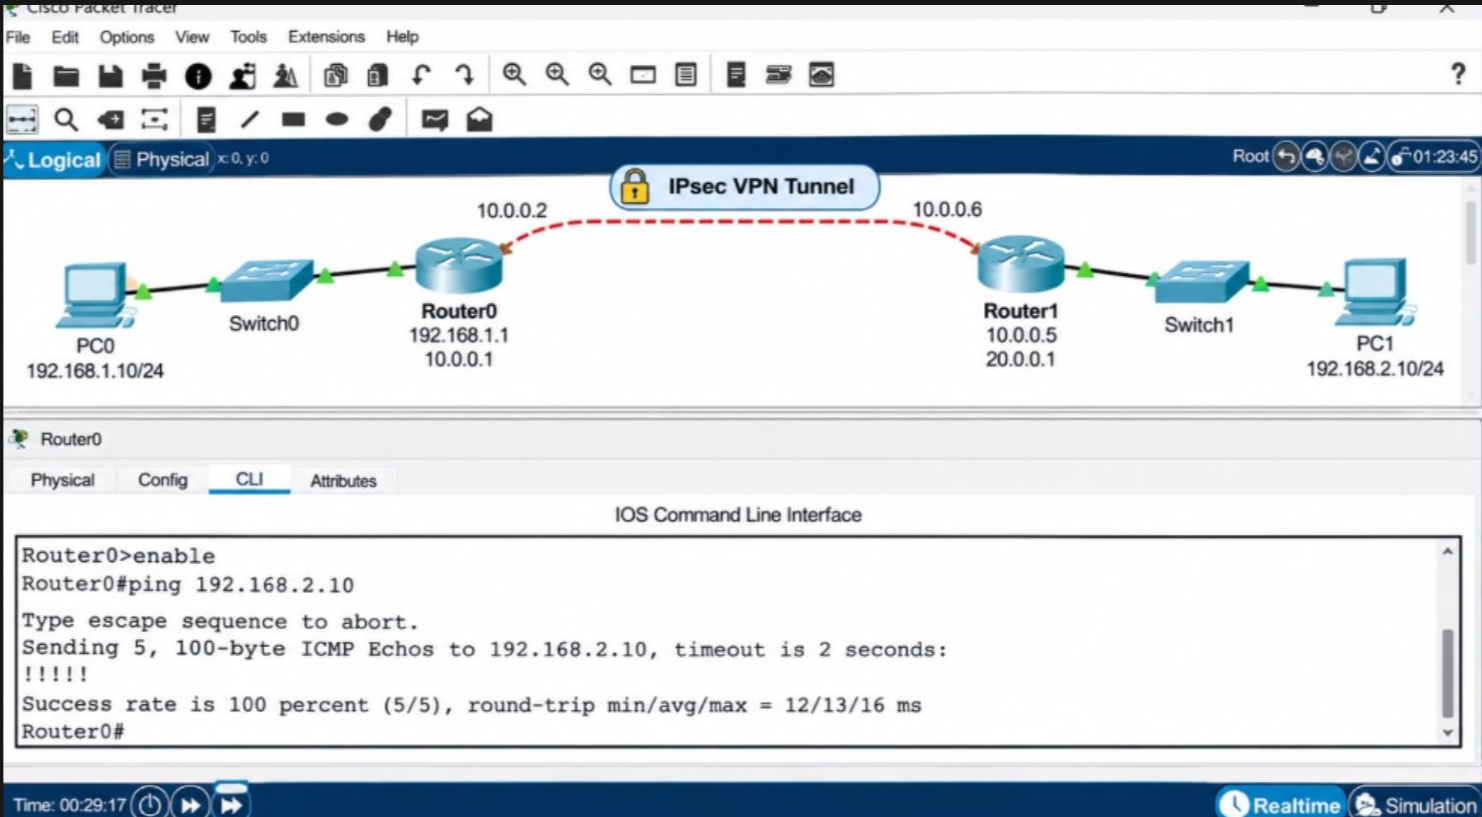 Cisco Packet Tracer
File Edit Options View Tools Extensions Help
?
Logical Physical x: 0, y: 0 Root 01:23:45
IPsec VPN Tunnel
10.0.0.2 10.0.0.6
Router0
192.168.1.1
10.0.0.1
Router1
10.0.0.5
20.0.0.1
Switch0
Switch1
PC0
192.168.1.10/24
PC1
192.168.2.10/24
Router0
Physical Config CLI Attributes
IOS Command Line Interface
Router0>enable
Router0#ping 192.168.2.10
Type escape sequence to abort.
Sending 5, 100-byte ICMP Echos to 192.168.2.10, timeout is 2 seconds:
!!!!!
Success rate is 100 percent (5/5), round-trip min/avg/max = 12/13/16 ms
Router0#
Time: 00:29:17 Realtime Simulation